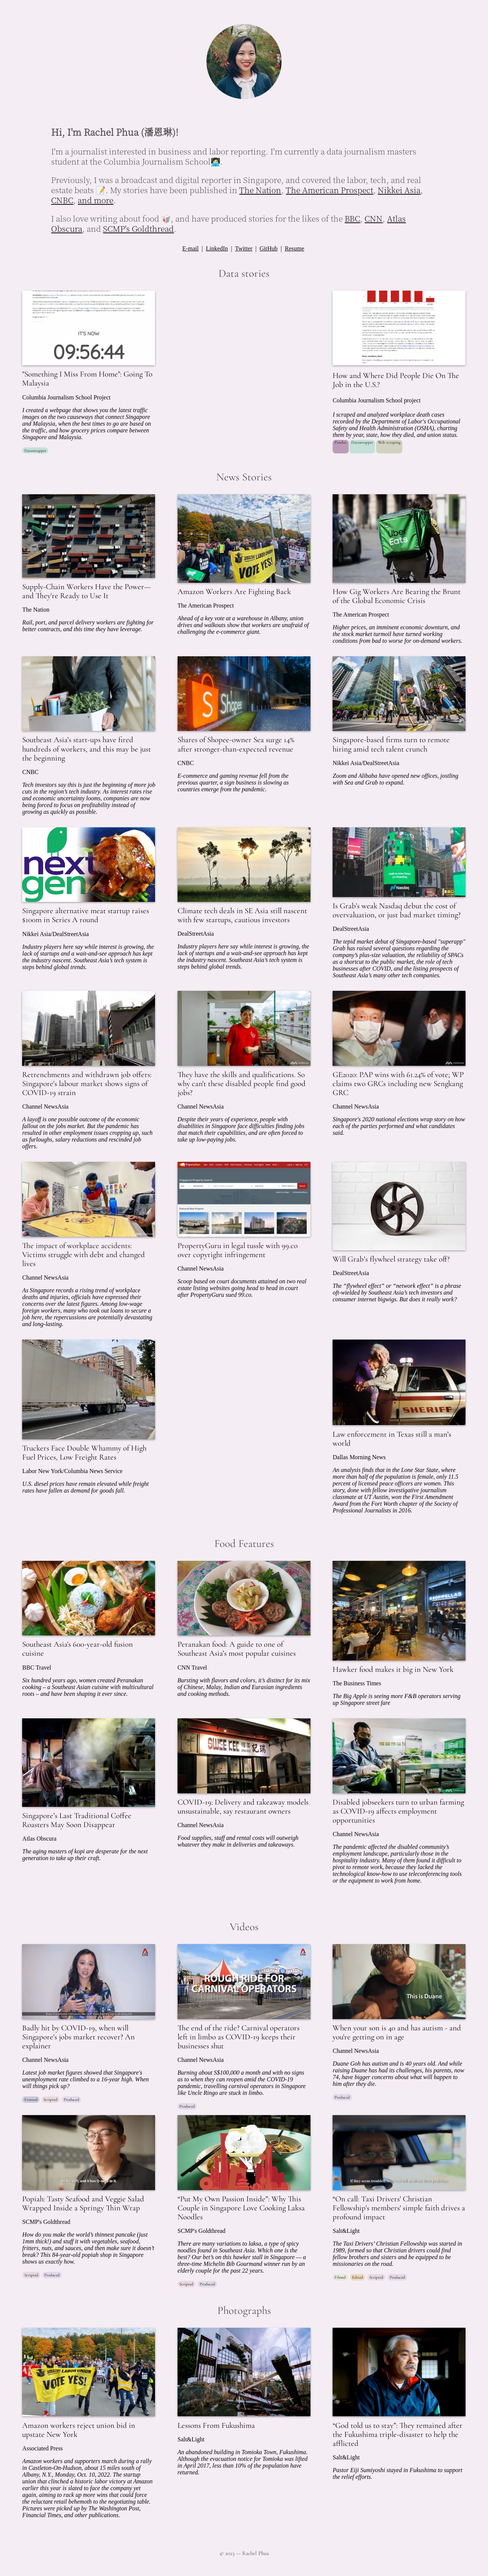 Hi, I'm Rachel Phua (潘恩琳)!
I'm a journalist interested in business and labor reporting. I'm currently a data journalism masters
student at the Columbia Journalism School
Previously, I was a broadcast and digital reporter in Singapore, and covered the labor, tech, and real
estate beats 📝. My stories have been published in The Nation, The American Prospect, Nikkei Asia,
CNBC, and more.
I also love writing about food 🥡, and have produced stories for the likes of the BBC, CNN, Atlas
Obscura, and SCMP's Goldthread.
E-mail | LinkedIn | Twitter | GitHub | Resume
Data stories
IT'S NOW
09:56:44
"Something I Miss From Home": Going To
Malaysia
Columbia Journalism School Project
I created a webpage that shows you the latest traffic
images on the two causeways between Singapore
and Malaysia, when the best times to go are based on
the traffic, and how grocery prices compare between
Singapore and Malaysia.
How and Where Did People Die On The
Job in the U.S.?
Columbia Journalism School project
I scraped and analyzed workplace death cases
recorded by the Department of Labor's Occupational
Safety and Health Administration (OSHA), charting
them by year, state, how they died, and union status.
Web scraping
News Stories
Supply-Chain Workers Have the Power—
and They're Ready to Use It
The Nation
Rail, port, and parcel delivery workers are fighting for
better contracts, and this time they have leverage.
VOTE YES!
Amazon Workers Are Fighting Back
The American Prospect
Ahead of a key vote at a warehouse in Albany, union
drives and walkouts show that workers are unafraid of
challenging the e-commerce giant.
Uber
Eats
How Gig Workers Are Bearing the Brunt
of the Global Economic Crisis
The American Prospect
Higher prices, an imminent economic downturn, and
the stock market turmoil have turned working
conditions from bad to worse for on-demand workers.
Southeast Asia's start-ups have fired
hundreds of workers, and this may be just
the beginning
CNBC
Tech investors say this is just the beginning of more job
cuts in the region's tech industry. As interest rates rise
and economic uncertainty looms, companies are now
being forced to focus on profitability instead of
growing as quickly as possible.
Shares of Shopee-owner Sea surge 14%
after stronger-than-expected revenue
CNBC
E-commerce and gaming revenue fell from the
previous quarter, a sign business is slowing as
countries emerge from the pandemic.
Singapore-based firms turn to remote
hiring amid tech talent crunch
Nikkei Asia/DealStreetAsia
Zoom and Alibaba have opened new offices, jostling
with Sea and Grab to expand.
next
gen
Singapore alternative meat startup raises
$100m in Series A round
Nikkei Asia/DealStreetAsia
Industry players here say while interest is growing, the
lack of startups and a wait-and-see approach has kept
the industry nascent. Southeast Asia's tech system is
steps behind global trends.
Climate tech deals in SE Asia still nascent
with few startups, cautious investors
DealStreetAsia
Industry players here say while interest is growing, the
lack of startups and a wait-and-see approach has kept
the industry nascent. Southeast Asia's tech system is
steps behind global trends.
Is Grab's weak Nasdaq debut the cost of
overvaluation, or just bad market timing?
DealStreetAsia
The tepid market debut of Singapore-based "superapp"
Grab has raised several questions regarding the
company's plus-size valuation, the reliability of SPACs
as a shortcut to the public market, the role of tech
businesses after COVID, and the listing prospects of
Southeast Asia's many other tech companies.
Retrenchments and withdrawn job offers:
Singapore's labour market shows signs of
COVID-19 strain
Channel NewsAsia
A layoff is one possible outcome of the economic
fallout on the jobs market. But the pandemic has
resulted in other employment issues cropping up, such
as furloughs, salary reductions and rescinded job
offers.
They have the skills and qualifications. So
why can't these disabled people find good
jobs?
Channel NewsAsia
Despite their years of experience, people with
disabilities in Singapore face difficulties finding jobs
that match their capabilities, and are often forced to
take up low-paying jobs.
GE2020: PAP wins with 61.24% of vote; WP
claims two GRCs including new Sengkang
GRC
Channel NewsAsia
Singapore's 2020 national elections wrap story on how
each of the parties performed and what candidates
said.
The impact of workplace accidents:
Victims struggle with debt and changed
lives
Channel NewsAsia
As Singapore records a rising trend of workplace
deaths and injuries, officials have expressed their
concerns over the latest figures. Among low-wage
foreign workers, many who took out loans to secure a
job here, the repercussions are potentially devastating
and long-lasting.
PropertyGuru in legal tussle with 99.co
over copyright infringement
Channel NewsAsia
Scoop based on court documents attained on two real
estate listing websites going head to head in court
after PropertyGuru sued 99.co.
Will Grab's flywheel strategy take off?
DealStreetAsia
The "flywheel effect" or "network effect" is a phrase
oft-wielded by Southeast Asia's tech investors and
consumer internet bigwigs. But does it really work?
Truckers Face Double Whammy of High
Fuel Prices, Low Freight Rates
Labor New York/Columbia News Service
U.S. diesel prices have remain elevated while freight
rates have fallen as demand for goods fall.
SHERIFF
Law enforcement in Texas still a man's
world
Dallas Morning News
An analysis finds that in the Lone Star State, where
more than half of the population is female, only 11.5
percent of licensed peace officers are women. This
story, done with fellow investigative journalism
classmate at UT Austin, won the First Amendment
Award from the Fort Worth chapter of the Society of
Professional Journalists in 2016.
Food Features
Southeast Asia's 600-year-old fusion
cuisine
BBC Travel
Six hundred years ago, women created Peranakan
cooking – a Southeast Asian cuisine with multicultural
roots – and have been shaping it ever since.
Peranakan food: A guide to one of
Southeast Asia's most popular cuisines
CNN Travel
Bursting with flavors and colors, it's distinct for its mix
of Chinese, Malay, Indian and Eurasian ingredients
and cooking methods.
Hawker food makes it big in New York
The Business Times
The Big Apple is seeing more F&B operators serving
up Singapore street fare
Singapore's Last Traditional Coffee
Roasters May Soon Disappear
Atlas Obscura
The aging masters of kopi are desperate for the next
generation to take up their craft.
GWEE KEE
COVID-19: Delivery and takeaway models
unsustainable, say restaurant owners
Channel NewsAsia
Food supplies, staff and rental costs will outweigh
whatever they make in deliveries and takeaways.
Disabled jobseekers turn to urban farming
as COVID-19 affects employment
opportunities
Channel NewsAsia
The pandemic affected the disabled community's
employment landscape, particularly those in the
hospitality industry. Many of them found it difficult to
pivot to remote work, because they lacked the
technological know-how to use teleconferencing tools
or the equipment to work from home.
Videos
Badly hit by COVID-19, when will
Singapore's jobs market recover? An
explainer
Channel NewsAsia
Latest job market figures showed that Singapore's
unemployment rate climbed to a 16-year high. When
will things pick up?
Scripted Produced
ROUGH RIDE FOR
CARNIVAL OPERATORS
The end of the ride? Carnival operators
left in limbo as COVID-19 keeps their
businesses shut
Channel NewsAsia
Burning about S$100,000 a month and with no signs
as to when they can reopen amid the COVID-19
pandemic, travelling carnival operators in Singapore
like Uncle Ringo are stuck in limbo.
Produced
This is Duane
When your son is 40 and has autism - and
you're getting on in age
Channel NewsAsia
Duane Goh has autism and is 40 years old. And while
raising Duane has had its challenges, his parents, now
74, have bigger concerns about what will happen to
him after they die.
Produced
Popiah: Tasty Seafood and Veggie Salad
Wrapped Inside a Springy Thin Wrap
SCMP's Goldthread
How do you make the world's thinnest pancake (just
1mm thick!) and stuff it with vegetables, seafood,
fritters, nuts, and sauces, and then make sure it doesn't
break? This 84-year-old popiah shop in Singapore
shows us exactly how.
Scripted Produced
"Put My Own Passion Inside": Why This
Couple in Singapore Love Cooking Laksa
Noodles
SCMP's Goldthread
There are many variations to laksa, a type of spicy
noodles found in Southeast Asia. Which one is the
best? Our bet's on this hawker stall in Singapore — a
three-time Michelin Bib Gourmand winner run by an
elderly couple for the past 22 years.
Scripted Produced
"On call: Taxi Drivers' Christian
Fellowship's members' simple faith drives a
profound impact
Salt&Light
The Taxi Drivers' Christian Fellowship was started in
1989, formed so that Christian drivers could find
fellow brothers and sisters and be equipped to be
missionaries on the road.
Filmed Edited Scripted Produced
Photographs
VOTE YES!
Amazon workers reject union bid in
upstate New York
Associated Press
Amazon workers and supporters march during a rally
in Castleton-On-Hudson, about 15 miles south of
Albany, N.Y., Monday, Oct. 10, 2022. The startup
union that clinched a historic labor victory at Amazon
earlier this year is slated to face the company yet
again, aiming to rack up more wins that could force
the reluctant retail behemoth to the negotiating table.
Pictures were picked up by The Washington Post,
Financial Times, and other publications.
Lessons From Fukushima
Salt&Light
An abandoned building in Tomioka Town, Fukushima.
Although the evacuation notice for Tomioka was lifted
in April 2017, less than 10% of the population have
returned.
"God told us to stay": They remained after
the Fukushima triple-disaster to help the
afflicted
Salt&Light
Pastor Eiji Sumiyoshi stayed in Fukushima to support
the relief efforts.
© 2023 — Rachel Phua